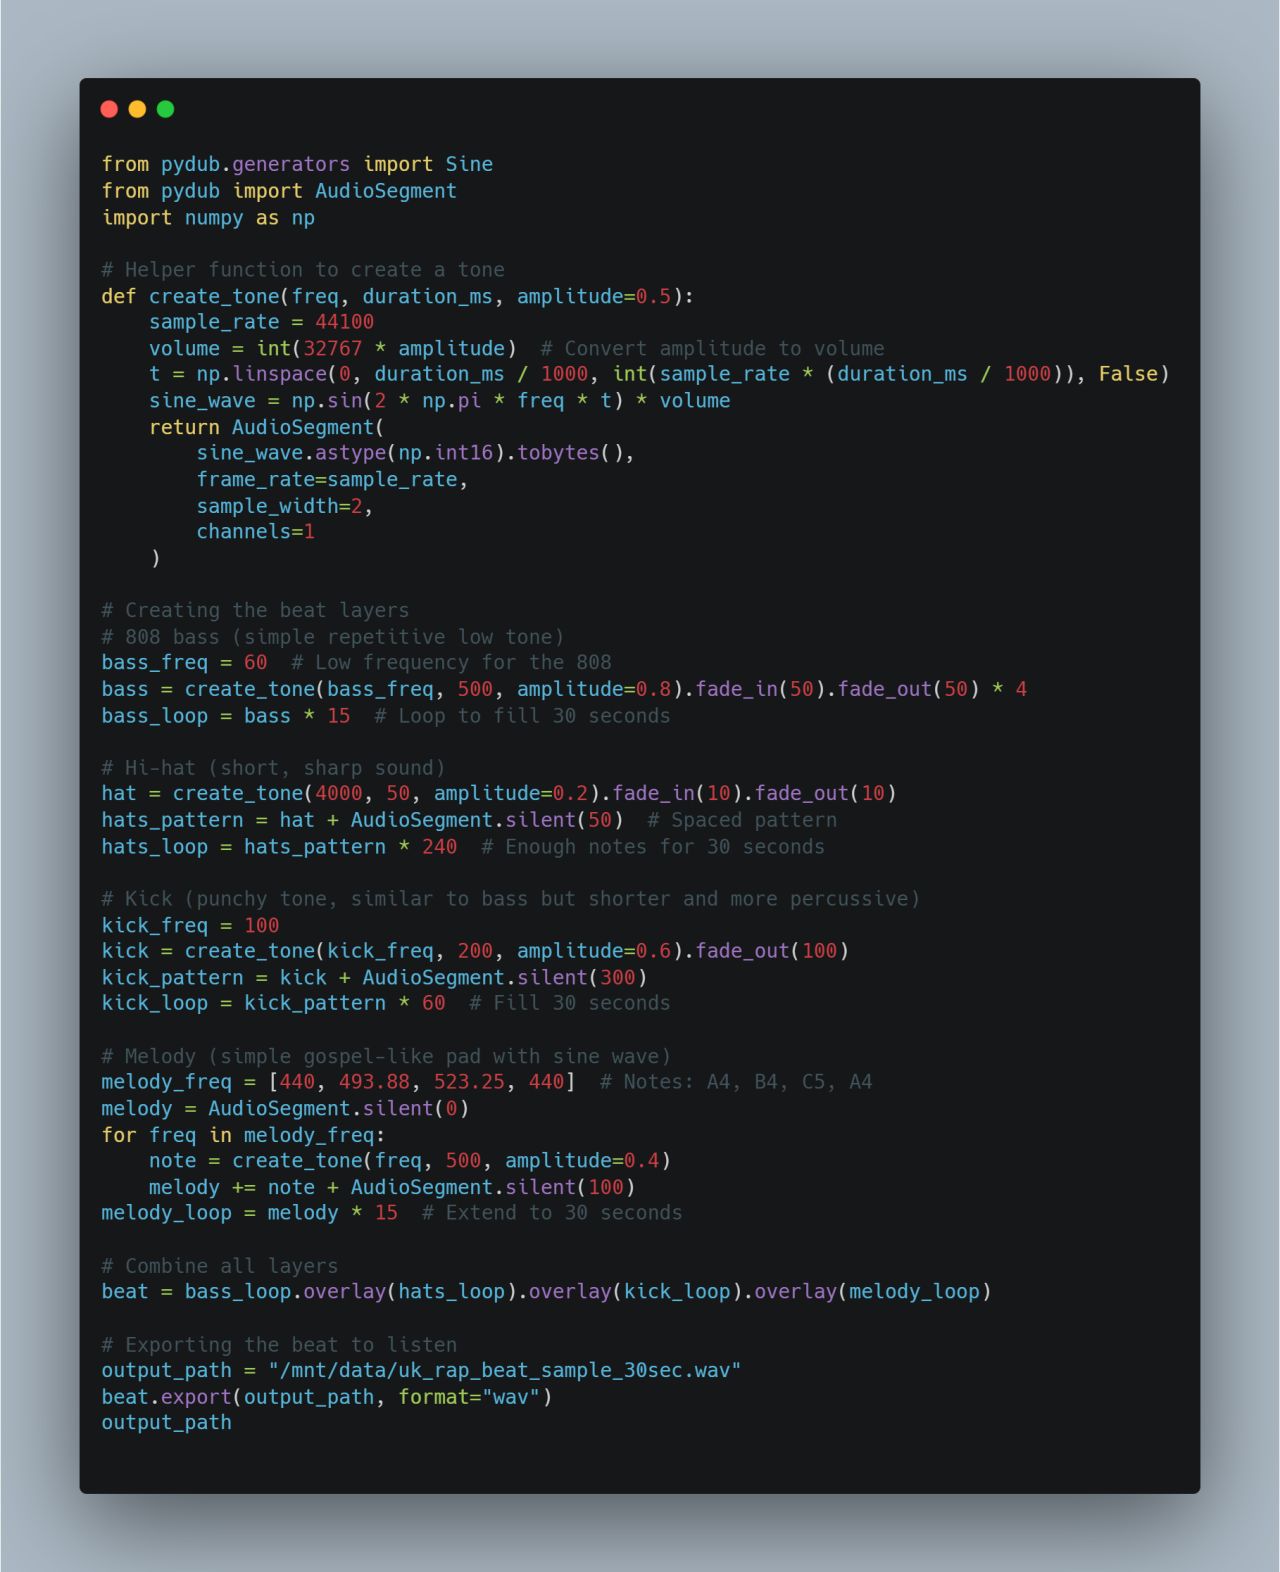 from pydub.generators import Sine
from pydub import AudioSegment
import numpy as np

# Helper function to create a tone
def create_tone(freq, duration_ms, amplitude=0.5):
    sample_rate = 44100
    volume = int(32767 * amplitude)  # Convert amplitude to volume
    t = np.linspace(0, duration_ms / 1000, int(sample_rate * (duration_ms / 1000)), False)
    sine_wave = np.sin(2 * np.pi * freq * t) * volume
    return AudioSegment(
        sine_wave.astype(np.int16).tobytes(),
        frame_rate=sample_rate,
        sample_width=2,
        channels=1
    )

# Creating the beat layers
# 808 bass (simple repetitive low tone)
bass_freq = 60  # Low frequency for the 808
bass = create_tone(bass_freq, 500, amplitude=0.8).fade_in(50).fade_out(50) * 4
bass_loop = bass * 15  # Loop to fill 30 seconds

# Hi-hat (short, sharp sound)
hat = create_tone(4000, 50, amplitude=0.2).fade_in(10).fade_out(10)
hats_pattern = hat + AudioSegment.silent(50)  # Spaced pattern
hats_loop = hats_pattern * 240  # Enough notes for 30 seconds

# Kick (punchy tone, similar to bass but shorter and more percussive)
kick_freq = 100
kick = create_tone(kick_freq, 200, amplitude=0.6).fade_out(100)
kick_pattern = kick + AudioSegment.silent(300)
kick_loop = kick_pattern * 60  # Fill 30 seconds

# Melody (simple gospel-like pad with sine wave)
melody_freq = [440, 493.88, 523.25, 440]  # Notes: A4, B4, C5, A4
melody = AudioSegment.silent(0)
for freq in melody_freq:
    note = create_tone(freq, 500, amplitude=0.4)
    melody += note + AudioSegment.silent(100)
melody_loop = melody * 15  # Extend to 30 seconds

# Combine all layers
beat = bass_loop.overlay(hats_loop).overlay(kick_loop).overlay(melody_loop)

# Exporting the beat to listen
output_path = "/mnt/data/uk_rap_beat_sample_30sec.wav"
beat.export(output_path, format="wav")
output_path